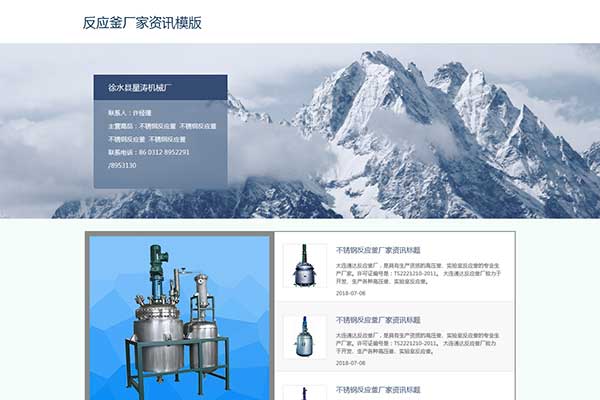 反应釜厂家资讯模版
徐水县星涛机械厂
联系人：许经理
主营商品：不锈钢反应釜 不锈钢反应釜
不锈钢反应釜 不锈钢反应釜
联系电话：86 0312 8952291
/8953130
不锈钢反应釜厂家资讯标题
大连通达反应釜厂，是具有生产资质的高压釜、实验室反应釜的专业生
产厂家。许可证编号是：TS2221210-2011。 大连通达反应釜厂致力于
开发、生产各种高压釜、实验室反应釜。
2018-07-06
不锈钢反应釜厂家资讯标题
大连通达反应釜厂，是具有生产资质的高压釜、实验室反应釜的专业生
产厂家。许可证编号是：TS2221210-2011。 大连通达反应釜厂致力
于开发、生产各种高压釜、实验室反应釜。
2018-07-06
不锈钢反应釜厂家资讯标题